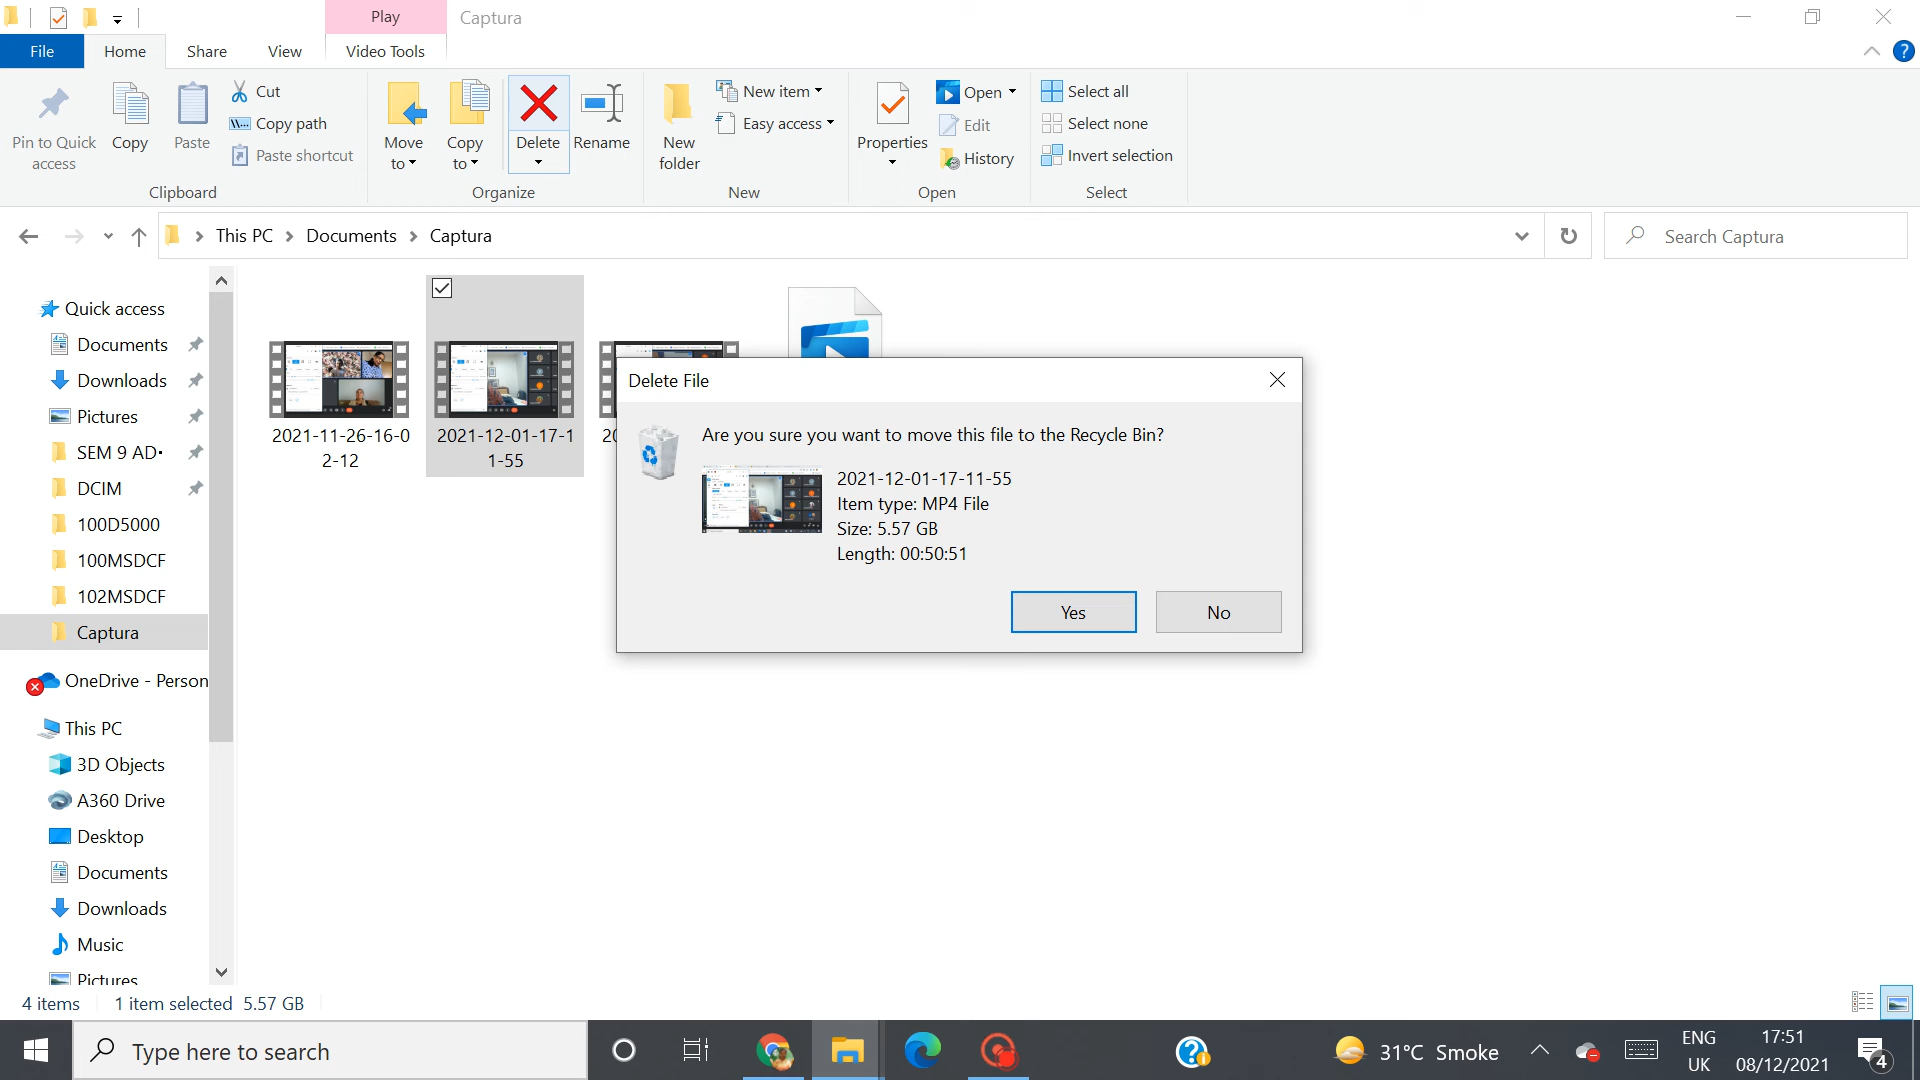 Play
Captura
File
Home
Share
View
Video Tools
?
Pin to Quick
access
Copy
Paste
Cut
Copy path
Paste shortcut
Clipboard
Move
to
Copy
to
Delete
Rename
Organize
New
folder
New item
Easy access
New
Properties
Open
Edit
History
Open
Select all
Select none
Invert selection
Select
This PC
Documents
Captura
Search Captura
Quick access
Documents
Downloads
Pictures
SEM 9 AD
DCIM
100D5000
100MSDCF
102MSDCF
Captura
OneDrive - Person
This PC
3D Objects
A360 Drive
Desktop
Documents
Downloads
Music
Pictures
2021-11-26-16-0
2-12
2021-12-01-17-1
1-55
20
Delete File
Are you sure you want to move this file to the Recycle Bin?
2021-12-01-17-11-55
Item type: MP4 File
Size: 5.57 GB
Length: 00:50:51
Yes
No
4 items
1 item selected 5.57 GB
Type here to search
?
31°C Smoke
ENG
UK
17:51
08/12/2021
4